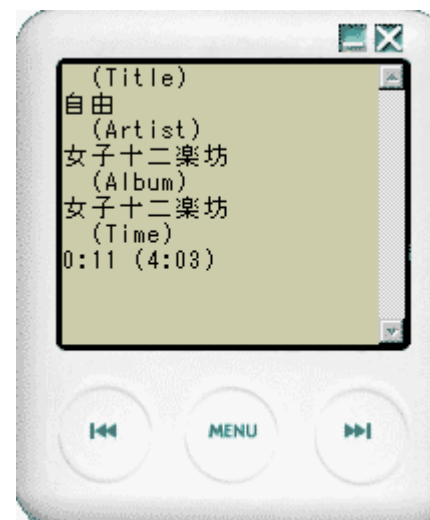 (Title)
自由
(Artist)
女子十二楽坊
(Album)
女子十二楽坊
(Time)
0:11 (4:03)
MENU